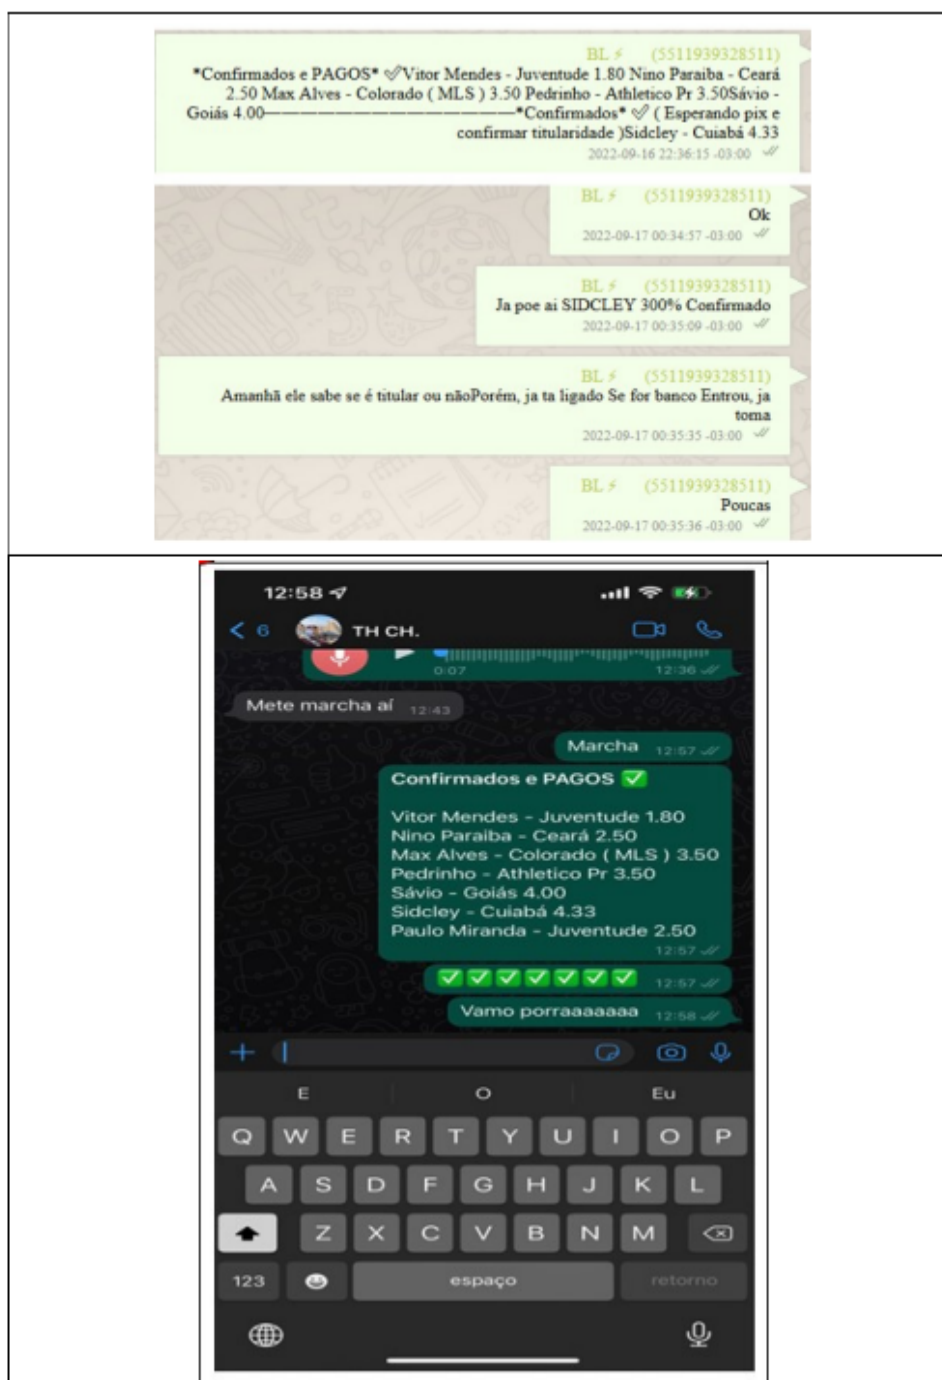 BL ⚡ (5511939328511)
*Confirmados e PAGOS* ✅Vitor Mendes - Juventude 1.80 Nino Paraiba - Ceará
2.50 Max Alves - Colorado ( MLS ) 3.50 Pedrinho - Athletico Pr 3.50Sávio -
Goiás 4.00——————————————*Confirmados* ✅ ( Esperando pix e
confirmar titularidade )Sidcley - Cuiabá 4.33
2022-09-16 22:36:15 -03:00
BL ⚡ (5511939328511)
Ok
2022-09-17 00:34:57 -03:00
BL ⚡ (5511939328511)
Ja poe ai SIDCLEY 300% Confirmado
2022-09-17 00:35:09 -03:00
BL ⚡ (5511939328511)
Amanhã ele sabe se é titular ou nãoPorém, ja ta ligado Se for banco Entrou, ja
toma
2022-09-17 00:35:35 -03:00
BL ⚡ (5511939328511)
Poucas
2022-09-17 00:35:36 -03:00
12:58
6 TH CH.
0:07 12:36
Mete marcha aí 12:43
Marcha 12:57
Confirmados e PAGOS ✅
Vitor Mendes - Juventude 1.80
Nino Paraiba - Ceará 2.50
Max Alves - Colorado ( MLS ) 3.50
Pedrinho - Athletico Pr 3.50
Sávio - Goiás 4.00
Sidcley - Cuiabá 4.33
Paulo Miranda - Juventude 2.50
12:57
✅✅✅✅✅✅✅ 12:57
Vamo porraaaaaaa 12:58
E O Eu
Q W E R T Y U I O P
A S D F G H J K L
Z X C V B N M
123 espaço retorno